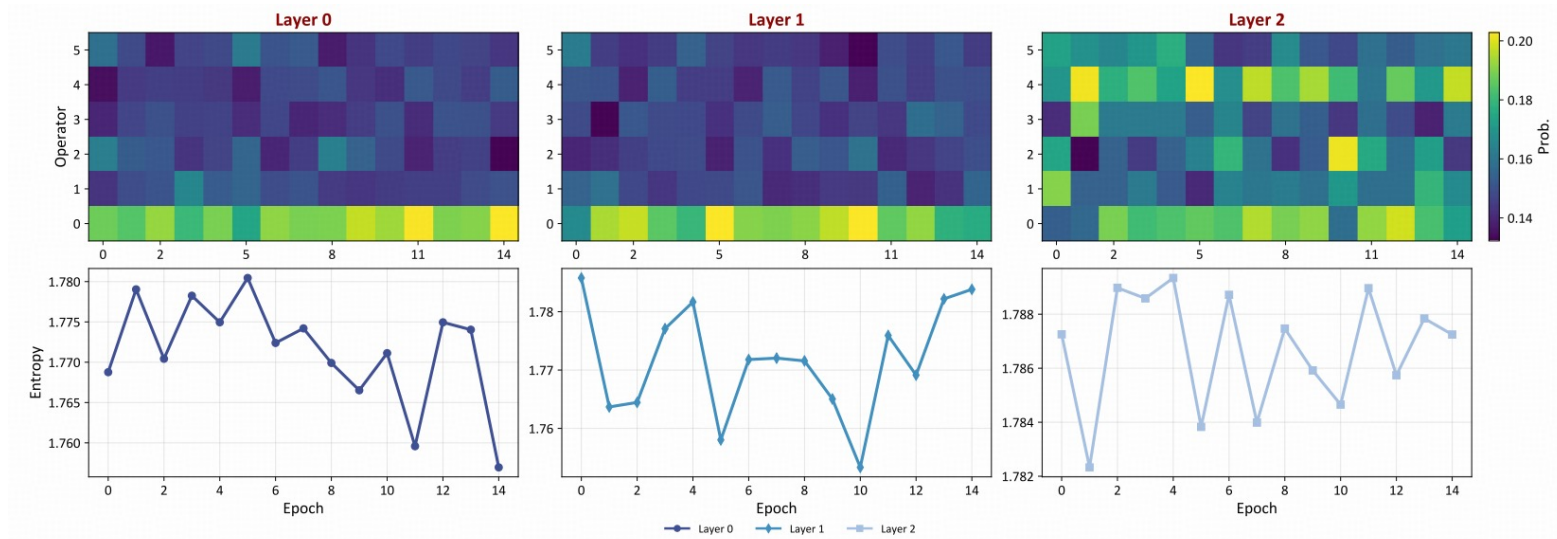 Layer 0
Layer 1
Layer 2
Operator
5
4
3
2
1
0
0 2 5 8 11 14
5
4
3
2
1
0
0 2 5 8 11 14
5
4
3
2
1
0
0 2 5 8 11 14
0.20
0.18
0.16
0.14
Prob.
Entropy
1.780
1.775
1.770
1.765
1.760
0 2 4 6 8 10 12 14
Epoch
1.78
1.77
1.76
0 2 4 6 8 10 12 14
Epoch
1.788
1.786
1.784
1.782
0 2 4 6 8 10 12 14
Epoch
Layer 0 Layer 1 Layer 2